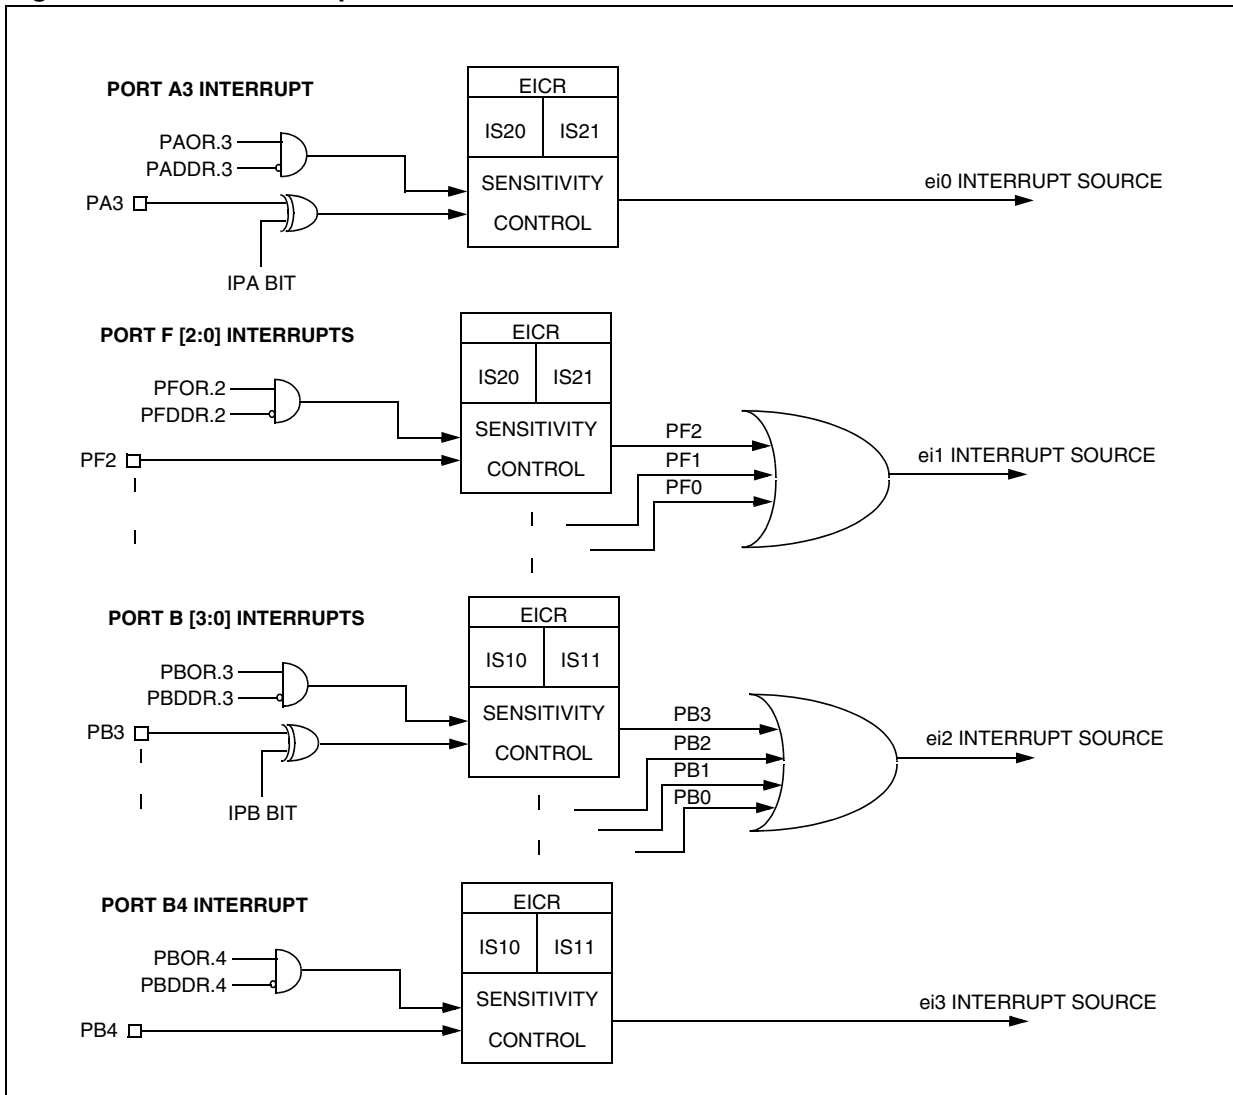 PORT A3 INTERRUPT
EICR
IS20 IS21
PAOR.3
PADDR.3
SENSITIVITY
CONTROL
PA3
IPA BIT
ei0 INTERRUPT SOURCE
PORT F [2:0] INTERRUPTS
EICR
IS20 IS21
PFOR.2
PFDDR.2
SENSITIVITY
CONTROL
PF2
PF2
PF1
PF0
ei1 INTERRUPT SOURCE
PORT B [3:0] INTERRUPTS
EICR
IS10 IS11
PBOR.3
PBDDR.3
SENSITIVITY
CONTROL
PB3
IPB BIT
PB3
PB2
PB1
PB0
ei2 INTERRUPT SOURCE
PORT B4 INTERRUPT
EICR
IS10 IS11
PBOR.4
PBDDR.4
SENSITIVITY
CONTROL
PB4
ei3 INTERRUPT SOURCE